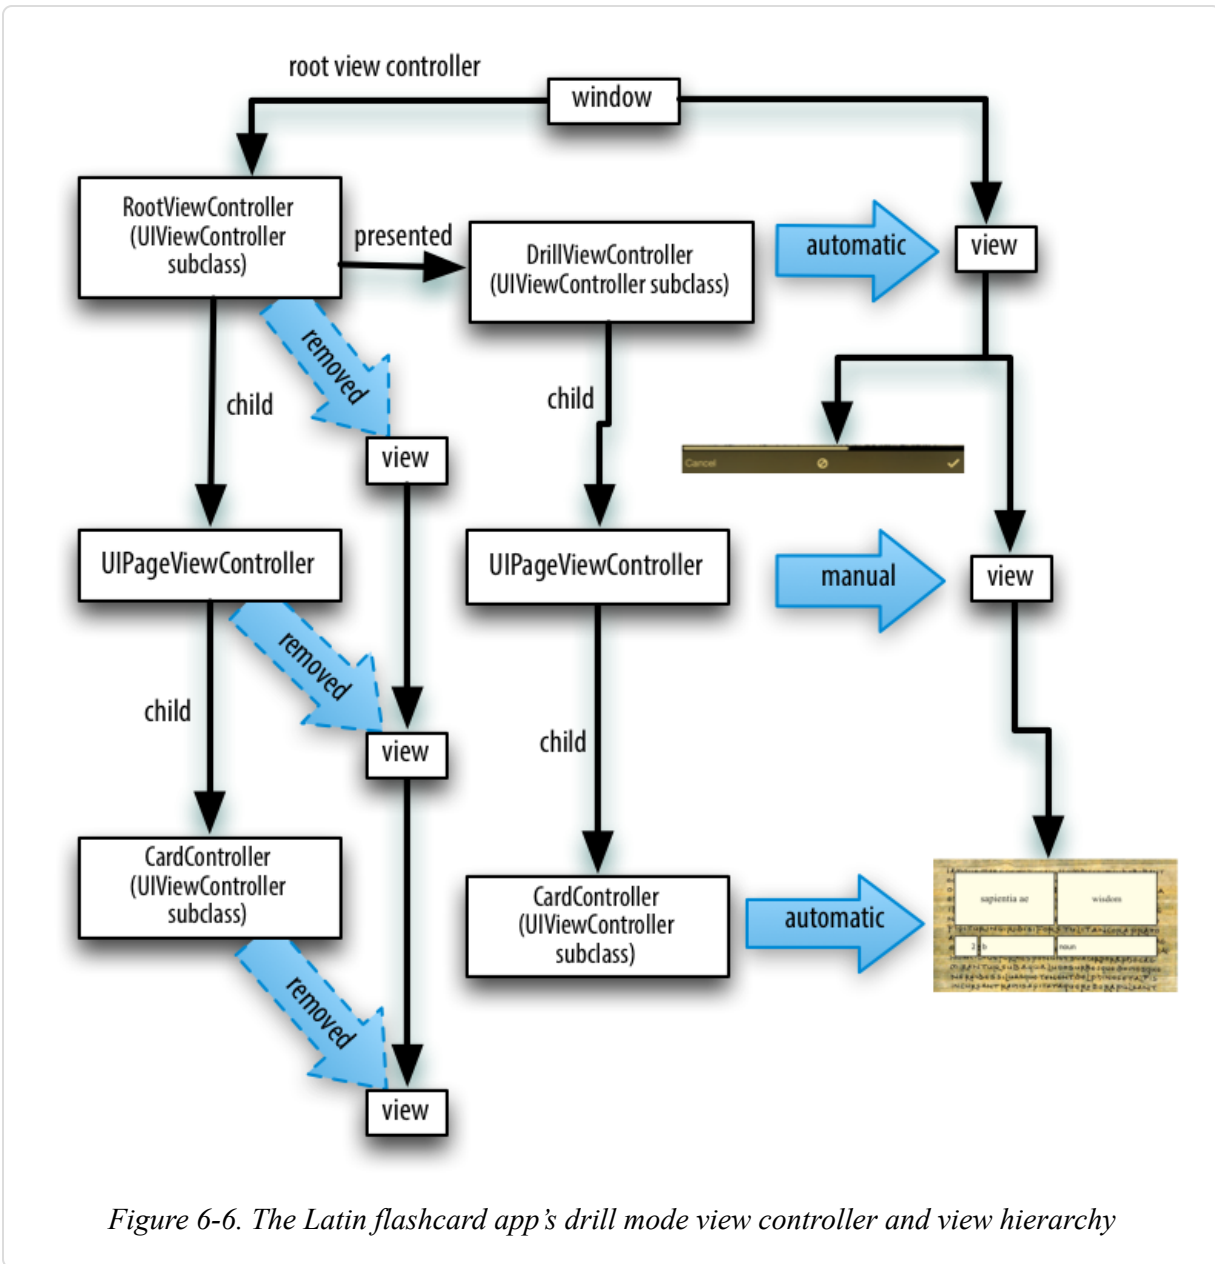 root view controller
window
RootViewController
(UIViewController
subclass)
presented
DrillViewController
(UIViewController subclass)
automatic
view
removed
child
child
view
Cancel
UIPageViewController
UIPageViewController
manual
view
removed
child
child
view
CardController
(UIViewController
subclass)
CardController
(UIViewController
subclass)
automatic
sapientia ae
wisdom
2
b
noun
removed
view
Figure 6-6. The Latin flashcard app’s drill mode view controller and view hierarchy